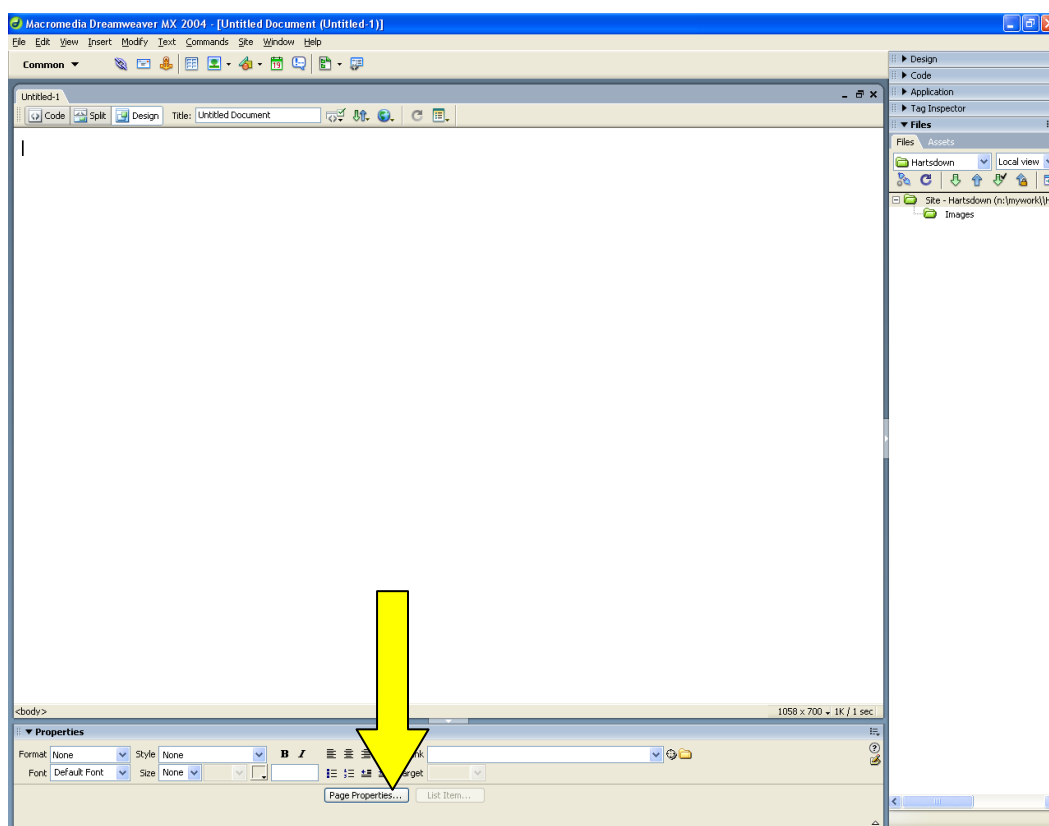 Macromedia Dreamweaver MX 2004 - [Untitled Document (Untitled-1)]
File Edit View Insert Modify Text Commands Site Window Help
Common
Design
Code
Application
Tag Inspector
Files
Files Assets
Hartsdown Local view
Site - Hartsdown (n:\mywork\\H
Images
Untitled-1
Code Split Design Title: Untitled Document
<body> 1058 x 700 1K / 1 sec
Properties
Format None Style None B I
Font Default Font Size None
Page Properties... List Item...